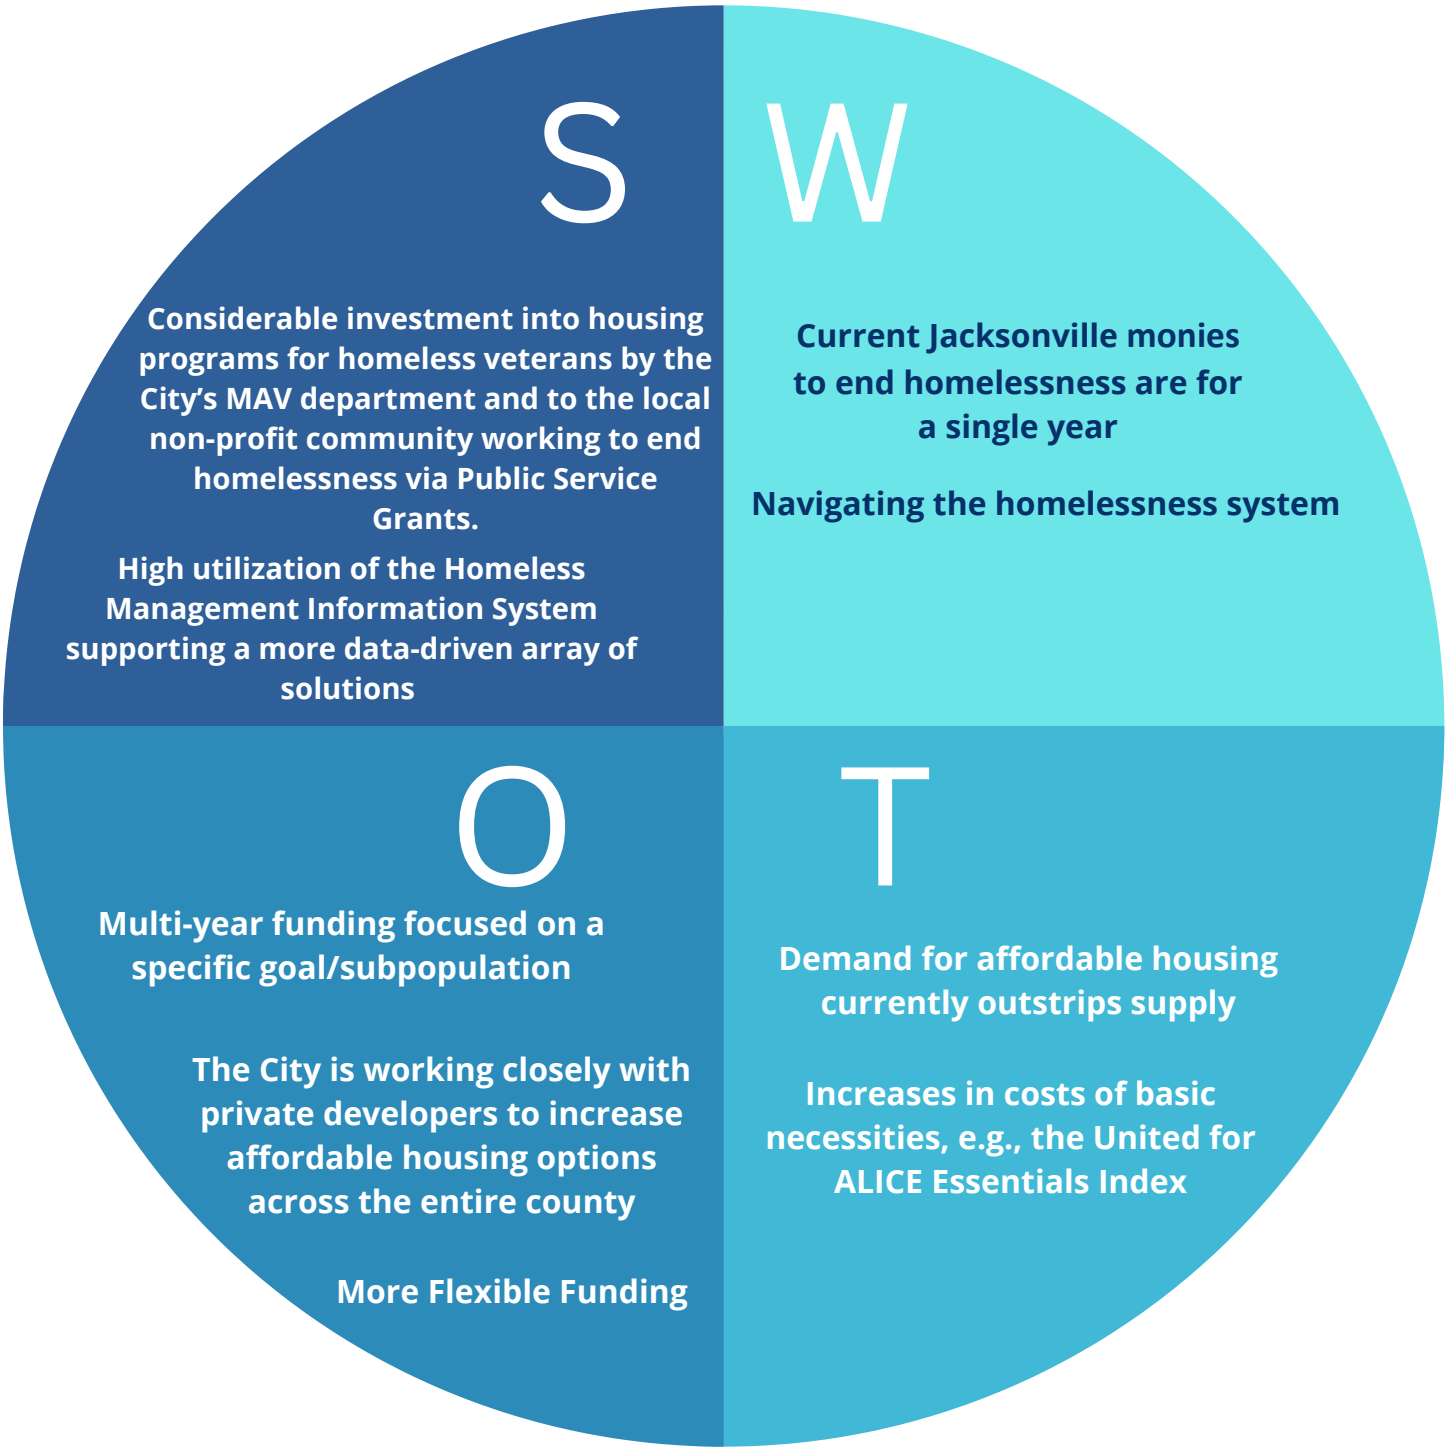 S
Considerable investment into housing
programs for homeless veterans by the
City’s MAV department and to the local
non-profit community working to end
homelessness via Public Service
Grants.
High utilization of the Homeless
Management Information System
supporting a more data-driven array of
solutions
W
Current Jacksonville monies
to end homelessness are for
a single year
Navigating the homelessness system
O
Multi-year funding focused on a
specific goal/subpopulation
The City is working closely with
private developers to increase
affordable housing options
across the entire county
More Flexible Funding
T
Demand for affordable housing
currently outstrips supply
Increases in costs of basic
necessities, e.g., the United for
ALICE Essentials Index